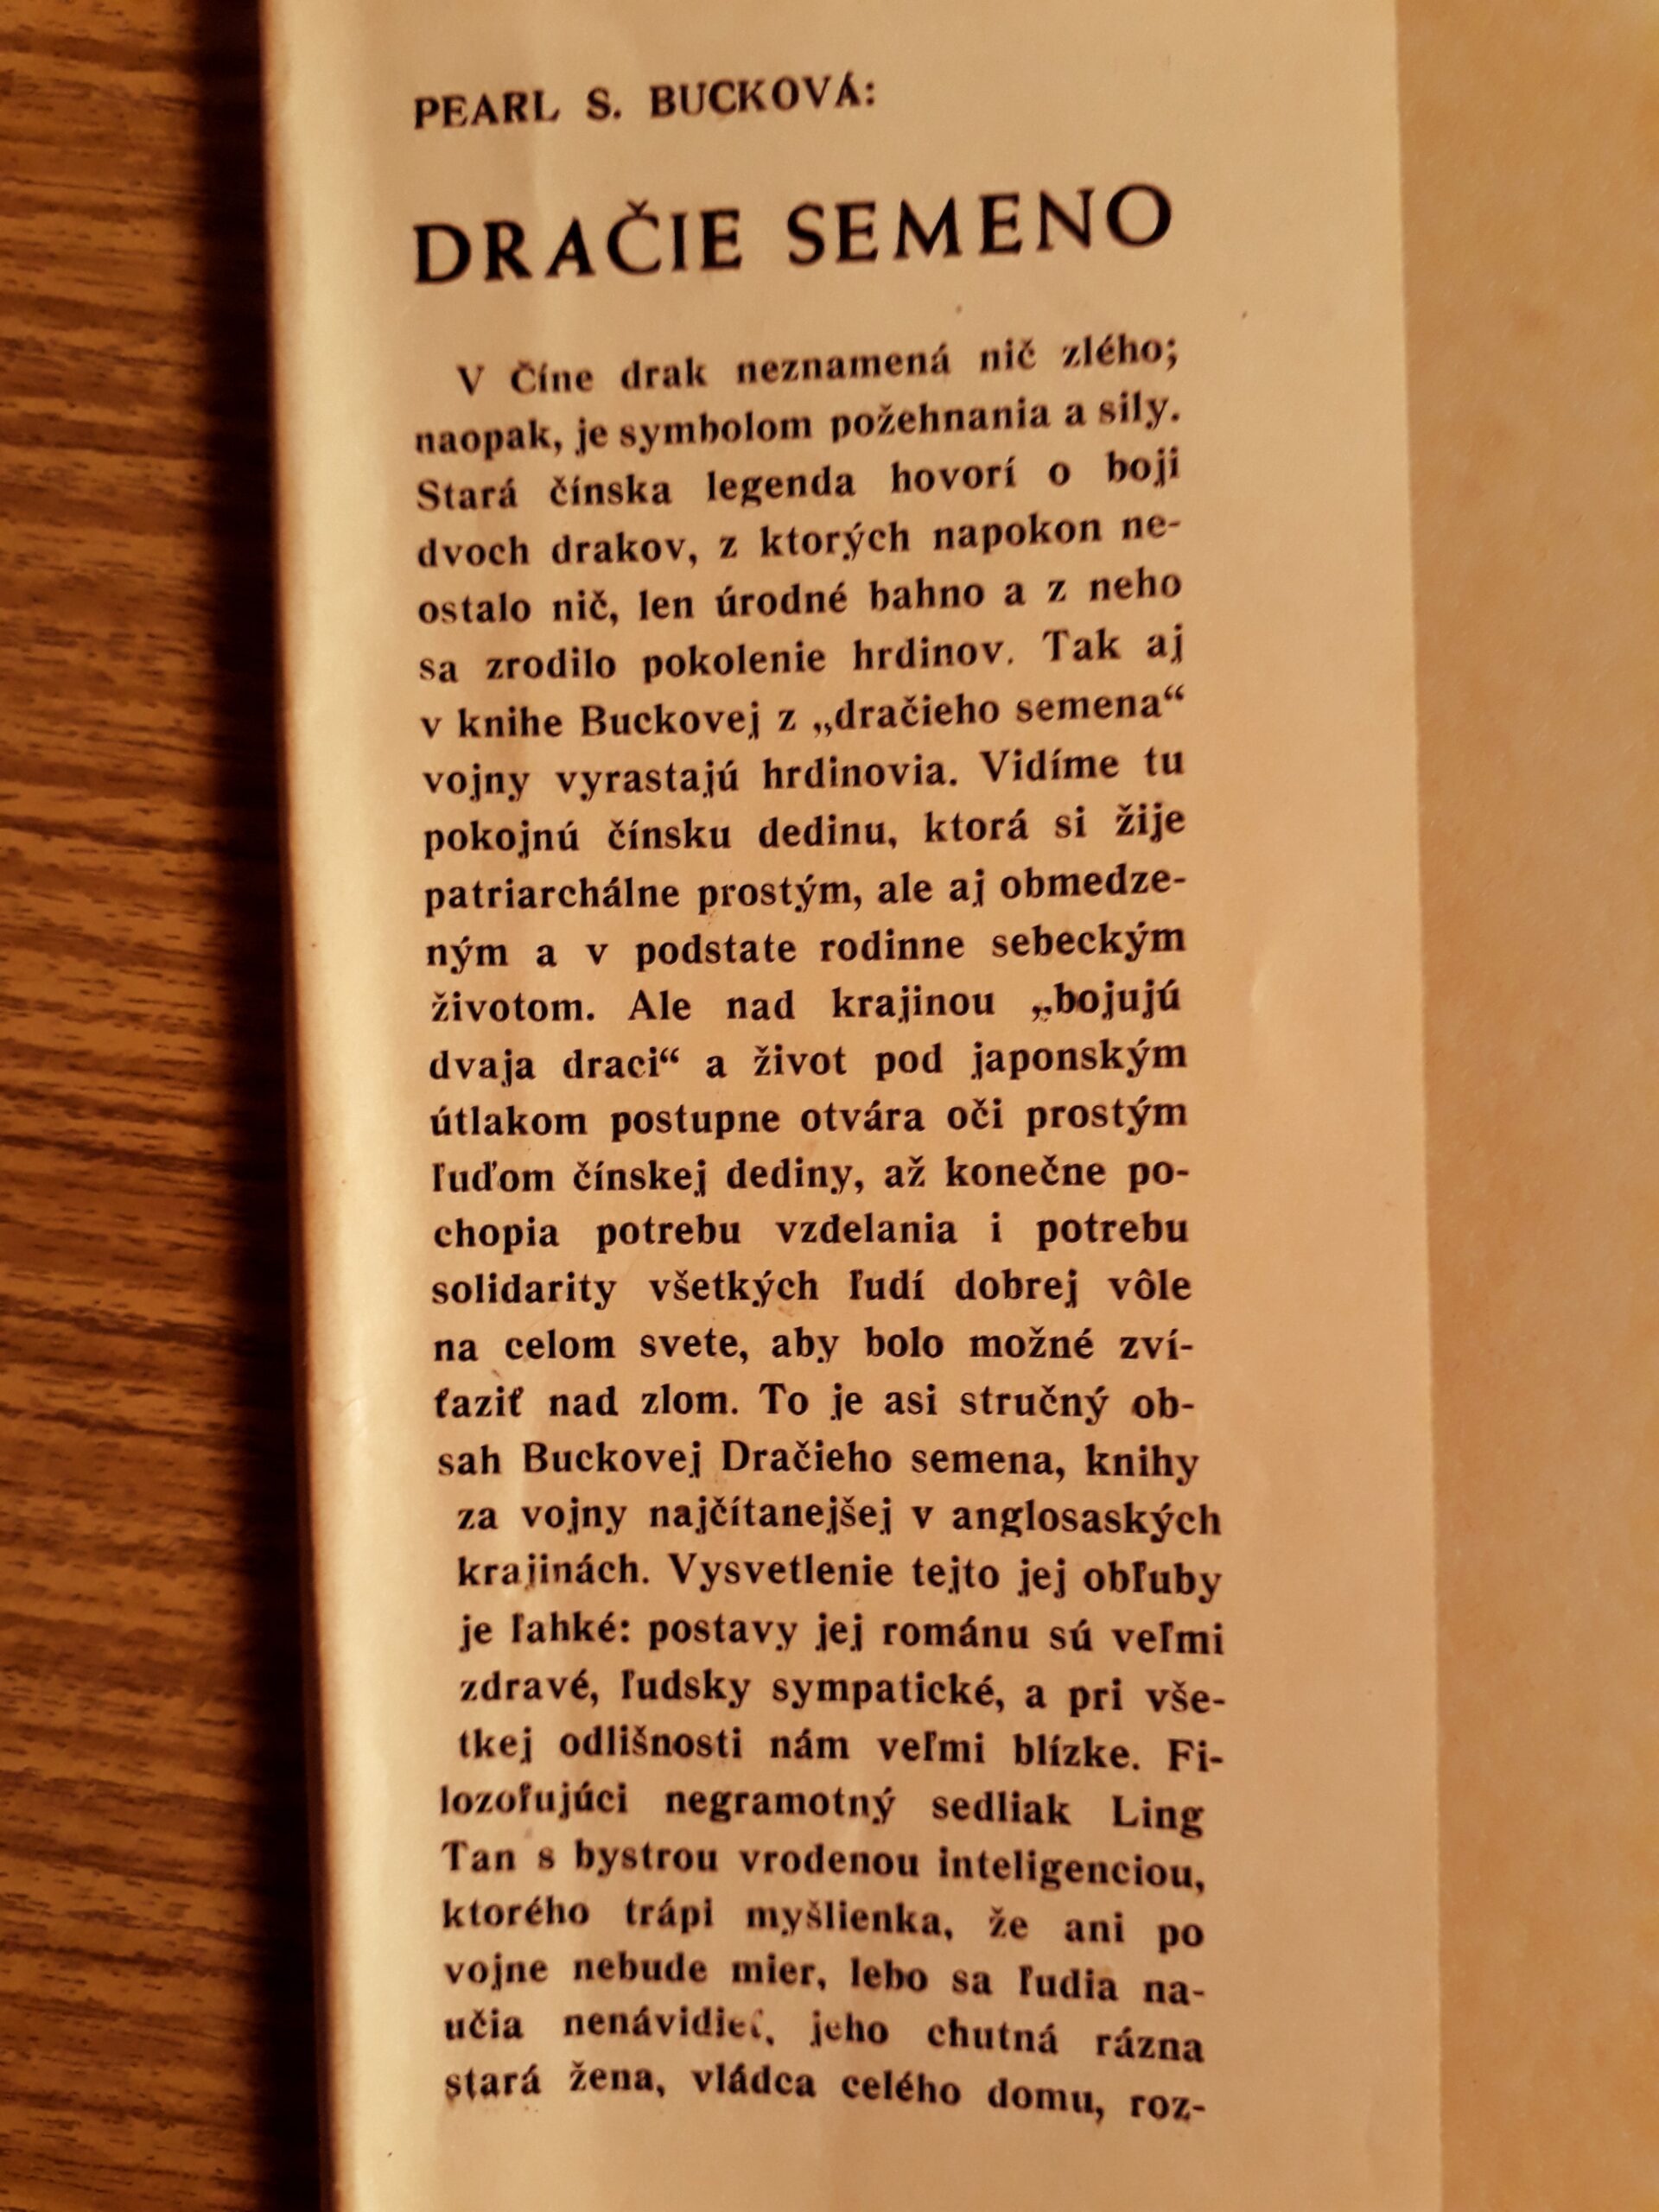 PEARL S. BUCKOVÁ:
DRAČIE SEMENO
V Číne drak neznamená nič zlého;
naopak, je symbolom požehnania a sily.
Stará čínska legenda hovorí o boji
dvoch drakov, z ktorých napokon ne-
ostalo nič, len úrodné bahno a z neho
sa zrodilo pokolenie hrdinov. Tak aj
v knihe Buckovej z „dračieho semena“
vojny vyrastajú hrdinovia. Vidíme tu
pokojnú čínsku dedinu, ktorá si žije
patriarchálne prostým, ale aj obmedze-
ným a v podstate rodinne sebeckým
životom. Ale nad krajinou „bojujú
dvaja draci“ a život pod japonským
útlakom postupne otvára oči prostým
ľuďom čínskej dediny, až konečne po-
chopia potrebu vzdelania i potrebu
solidarity všetkých ľudí dobrej vôle
na celom svete, aby bolo možné zví-
ťaziť nad zlom. To je asi stručný ob-
sah Buckovej Dračieho semena, knihy
za vojny najčítanejšej v anglosaských
krajinách. Vysvetlenie tejto jej obľuby
je ľahké: postavy jej románu sú veľmi
zdravé, ľudsky sympatické, a pri vše-
tkej odlišnosti nám veľmi blízke. Fi-
lozofujúci negramotný sedliak Ling
Tan s bystrou vrodenou inteligenciou,
ktorého trápi myšlienka, že ani po
vojne nebude mier, lebo sa ľudia na-
učia nenávidieť, jeho chutná rázna
stará žena, vládca celého domu, roz-